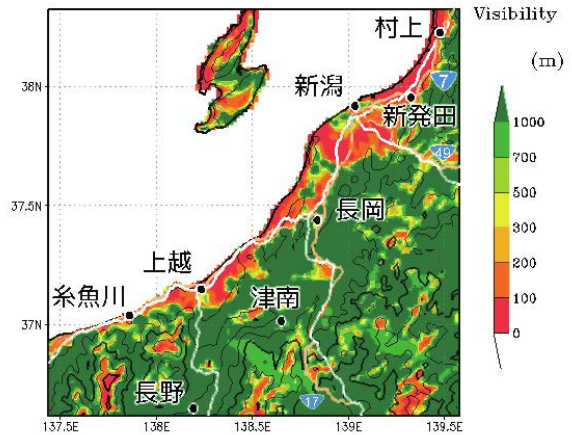 Visibility
(m)
村上
38N
新潟
7
新発田
1000
49
700
500
37.5N
長岡
300
上越
200
糸魚川
津南
100
37N
0
長野
17
137.5E
138E
138.5E
139E
139.5E